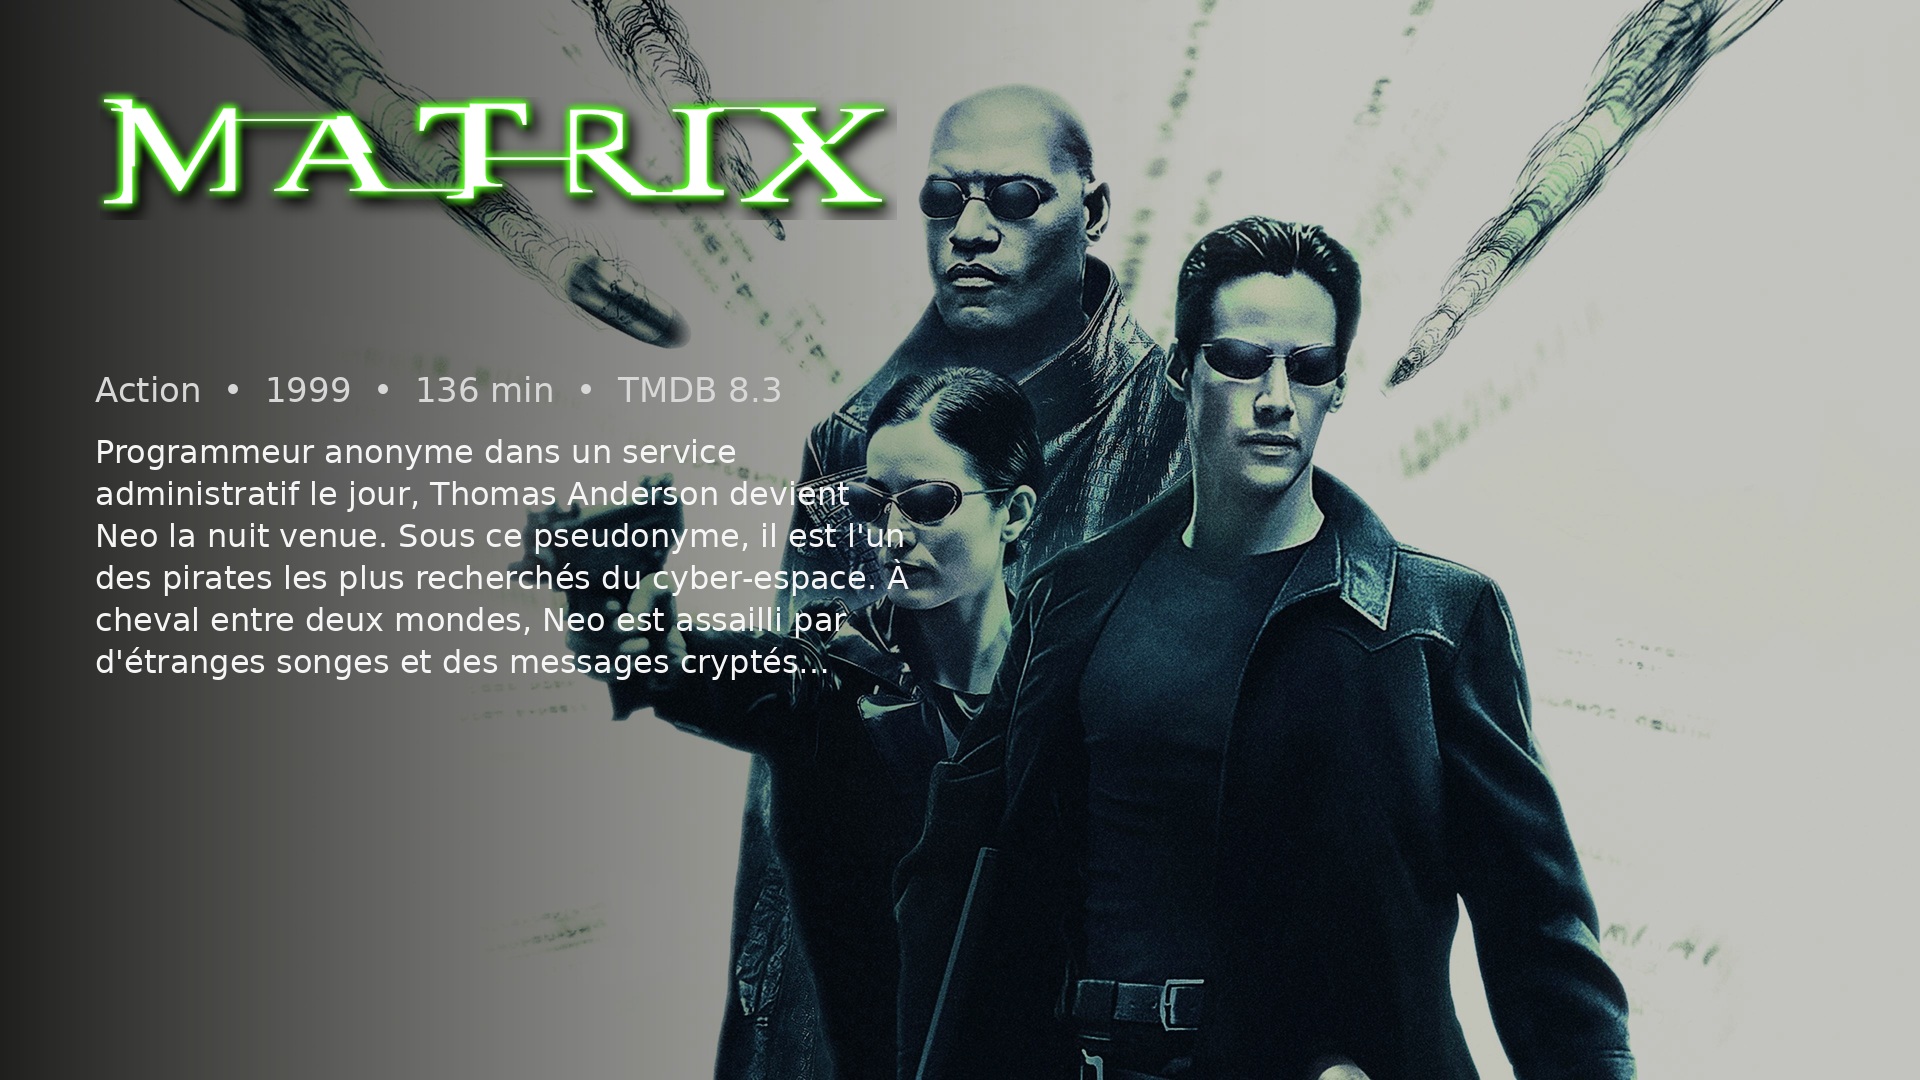 MATRIX
Action • 1999 • 136 min • TMDB 8.3
Programmeur anonyme dans un service
administratif le jour, Thomas Anderson devient
Neo la nuit venue. Sous ce pseudonyme, il est l'un
des pirates les plus recherchés du cyber-espace. À
cheval entre deux mondes, Neo est assailli par
d'étranges songes et des messages cryptés...